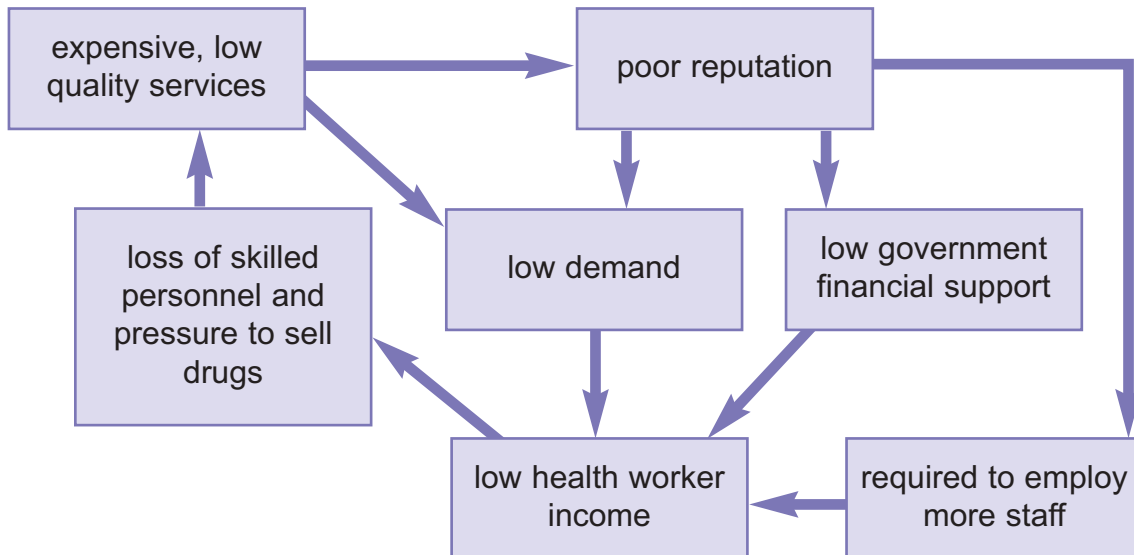 expensive, low
quality services
poor reputation
loss of skilled
personnel and
pressure to sell
drugs
low demand
low government
financial support
low health worker
income
required to employ
more staff